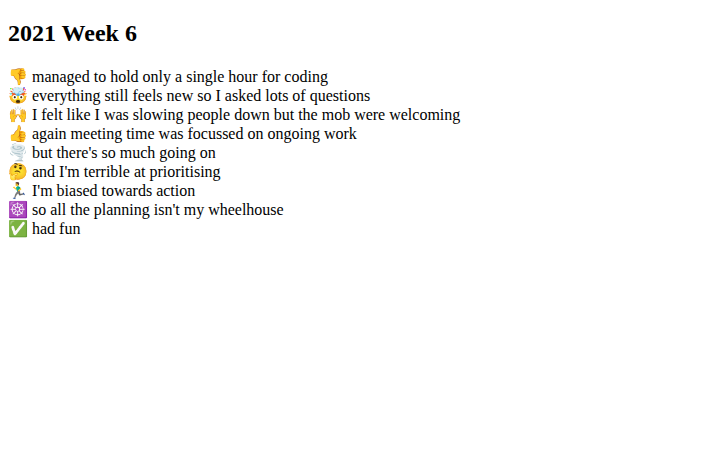 2021 Week 6
👎 managed to hold only a single hour for coding
🤯 everything still feels new so I asked lots of questions
🙌 I felt like I was slowing people down but the mob were welcoming
👍 again meeting time was focussed on ongoing work
🌪 but there's so much going on
🤔 and I'm terrible at prioritising
🏃‍♂️ I'm biased towards action
☸ so all the planning isn't my wheelhouse
✅ had fun